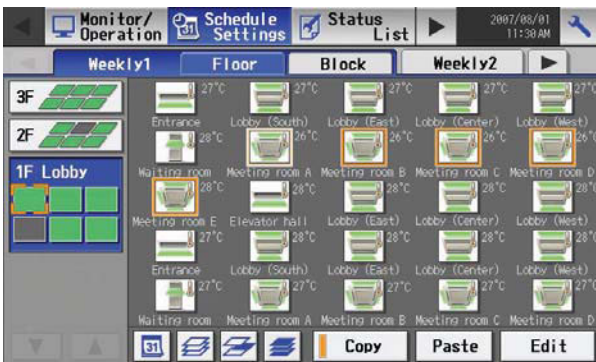 Monitor/ Operation
31
Schedule Settings
Status List
2007/08/01
11:30 AM
Weekly1
Floor
Block
Weekly2
3F
2F
1F Lobby
27°C 27°C 27°C 27°C 27°C
Entrance Lobby (South) Lobby (East) Lobby (Center) Lobby (West)
28°C 26°C 26°C 26°C 26°C
Waiting room Meeting room A Meeting room B Meeting room C Meeting room D
28°C 28°C 28°C 28°C 28°C
Meeting room E Elevator hall Lobby (East) Lobby (Center) Lobby (West)
27°C 28°C 28°C 28°C 28°C
Entrance Lobby (South) Lobby (East) Lobby (Center) Lobby (West)
27°C 27°C 27°C 27°C 27°C
Waiting room Meeting room A Meeting room B Meeting room C Meeting room D
31
Copy
Paste
Edit